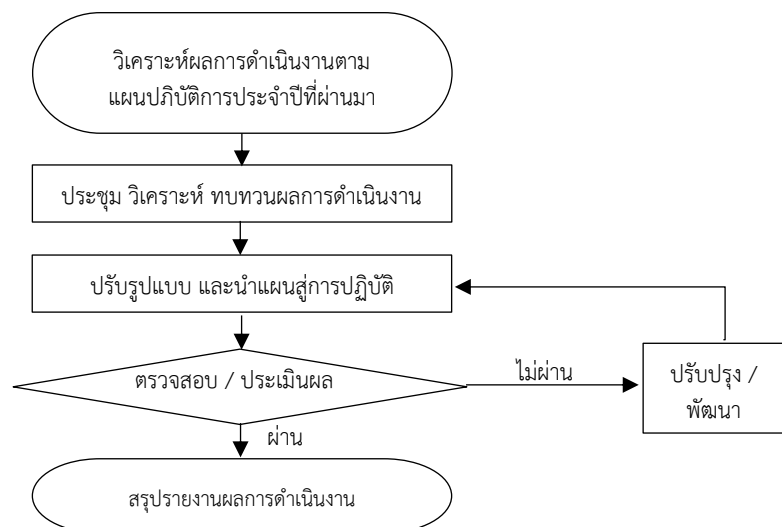 วิเคราะห์ผลการดำเนินงานตาม
แผนปฎิบัติการประจำปีที่ผ่านมา
ประชุม วิเคราะห์ ทบทวนผลการดำเนินงาน
ปรับรูปแบบ และนำแผนสู่การปฏิบัติ
ตรวจสอบ / ประเมินผล
ไม่ผ่าน
ปรับปรุง /
พัฒนา
ผ่าน
สรุปรายงานผลการดำเนินงาน